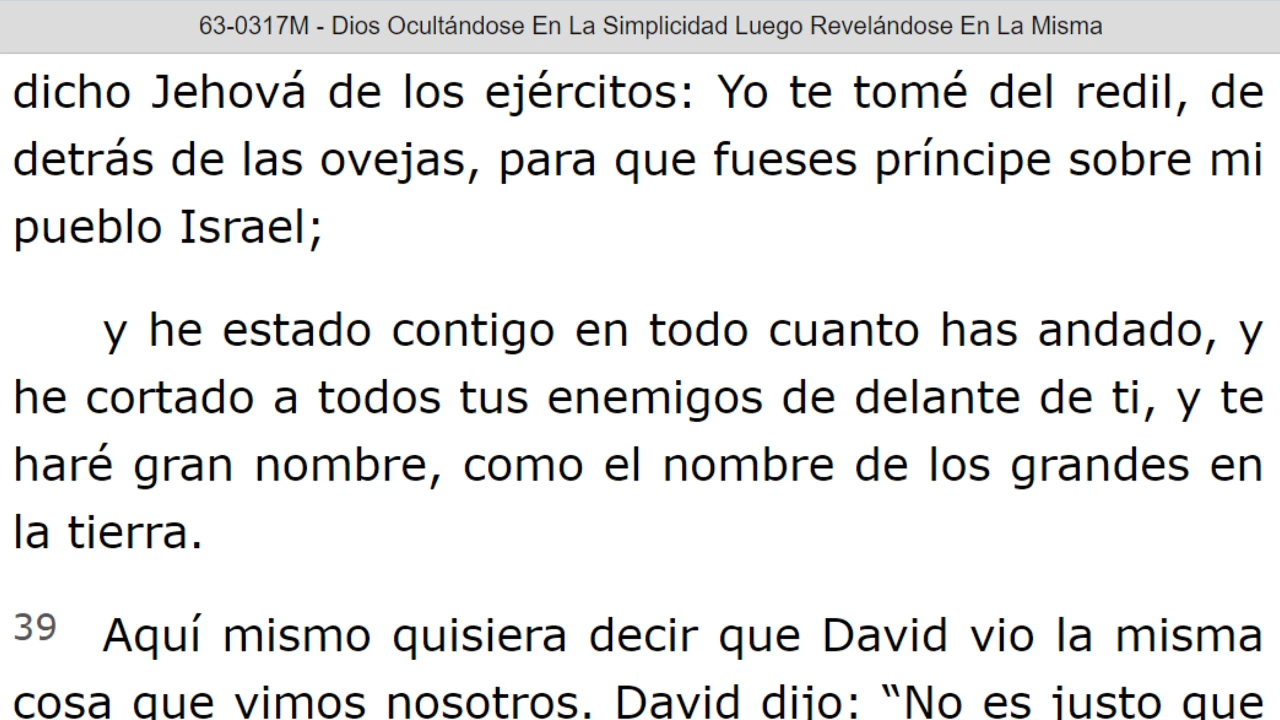 63-0317M - Dios Ocultándose En La Simplicidad Luego Revelándose En La Misma
dicho Jehová de los ejércitos: Yo te tomé del redil, de
detrás de las ovejas, para que fueses príncipe sobre mi
pueblo Israel;
y he estado contigo en todo cuanto has andado, y
he cortado a todos tus enemigos de delante de ti, y te
haré gran nombre, como el nombre de los grandes en
la tierra.
39 Aquí mismo quisiera decir que David vio la misma
cosa que vimos nosotros. David dijo: “No es justo que